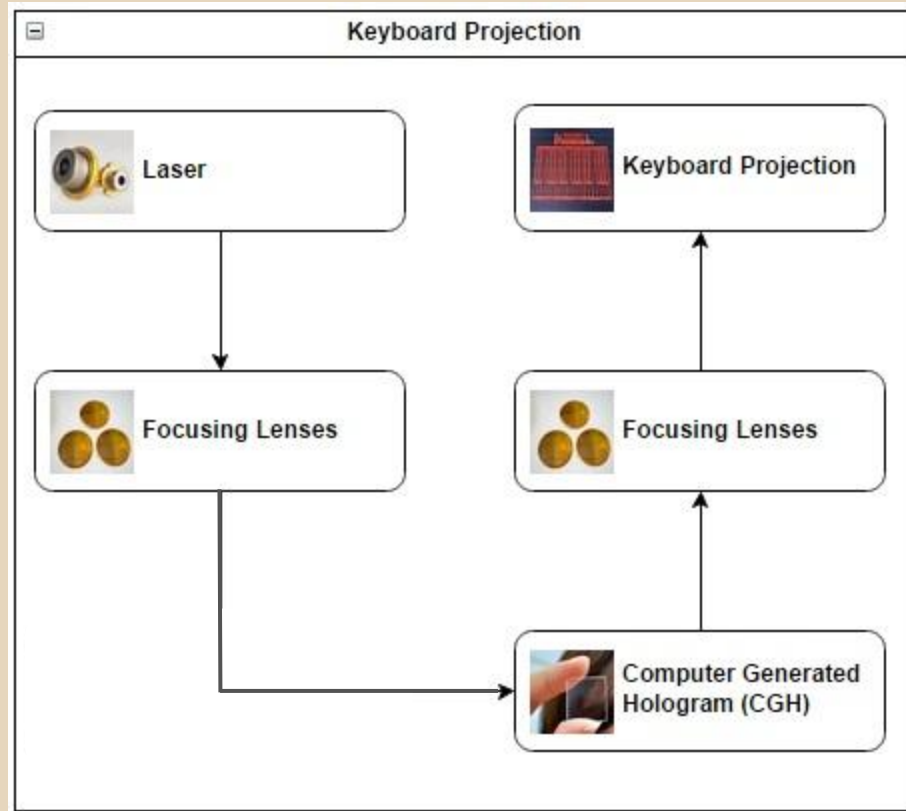 Keyboard Projection
Laser
Keyboard Projection
Focusing Lenses
Focusing Lenses
Computer Generated
Hologram (CGH)